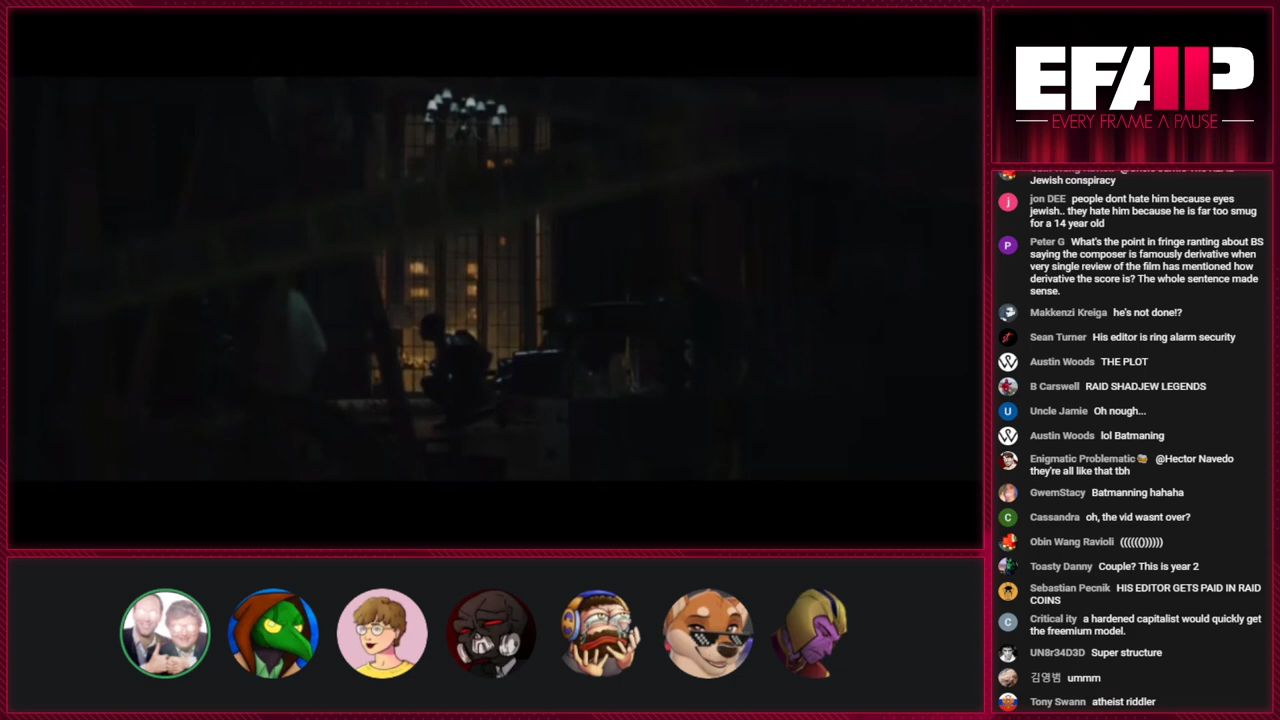 EFAP
EVERY FRAME A PAUSE
Jewish conspiracy
j jon DEE people dont hate him because eyes
jewish.. they hate him because he is far too smug
for a 14 year old
P Peter G What's the point in fringe ranting about BS
saying the composer is famously derivative when
very single review of the film has mentioned how
derivative the score is? The whole sentence made
sense.
Makkenzi Kreiga he's not done!?
Sean Turner His editor is ring alarm security
Austin Woods THE PLOT
B Carswell RAID SHADJEW LEGENDS
U Uncle Jamie Oh nough...
Austin Woods lol Batmaning
Enigmatic Problematic🍻 @Hector Navedo
they're all like that tbh
GwemStacy Batmanning hahaha
C Cassandra oh, the vid wasnt over?
Obin Wang Ravioli (((((()))))) 
Toasty Danny Couple? This is year 2
Sebastian Pecnik HIS EDITOR GETS PAID IN RAID
COINS
C Critical ity a hardened capitalist would quickly get
the freemium model.
UN8r34D3D Super structure
김영범 ummm
Tony Swann atheist riddler